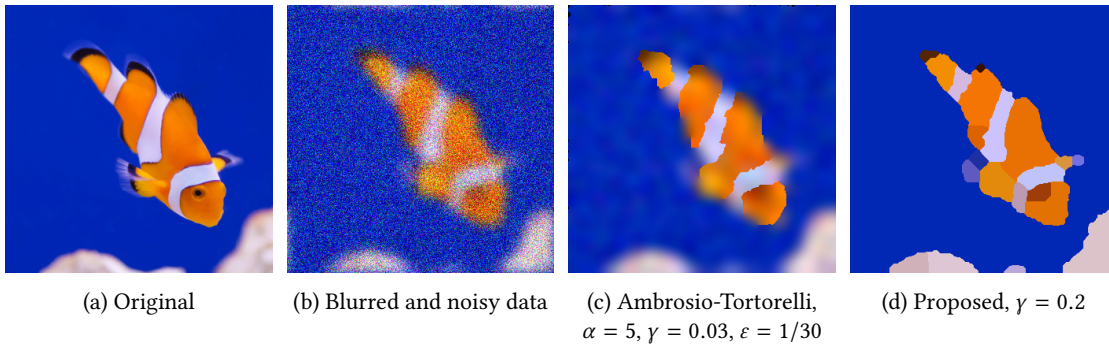 (a) Original
(b) Blurred and noisy data
(c) Ambrosio-Tortorelli,
α = 5, γ = 0.03, ε = 1/30
(d) Proposed, γ = 0.2